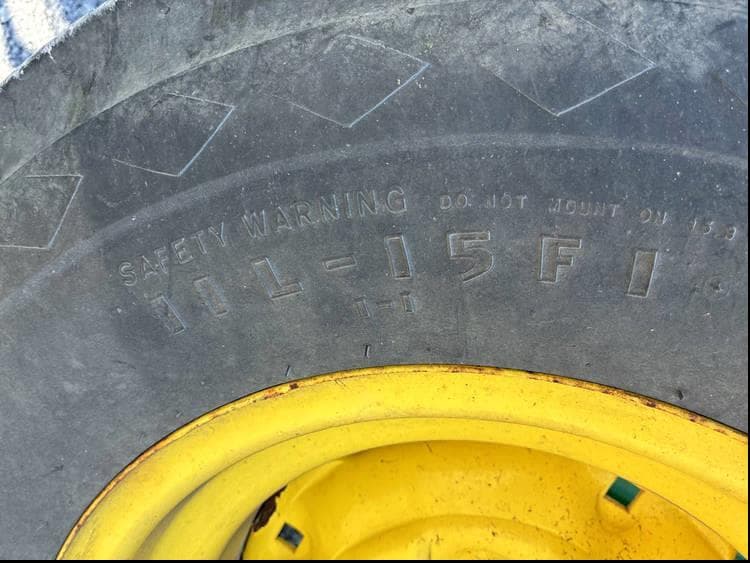 SAFETY WARNING DO NOT MOUNT ON 15.3
11L-15FI
I-1